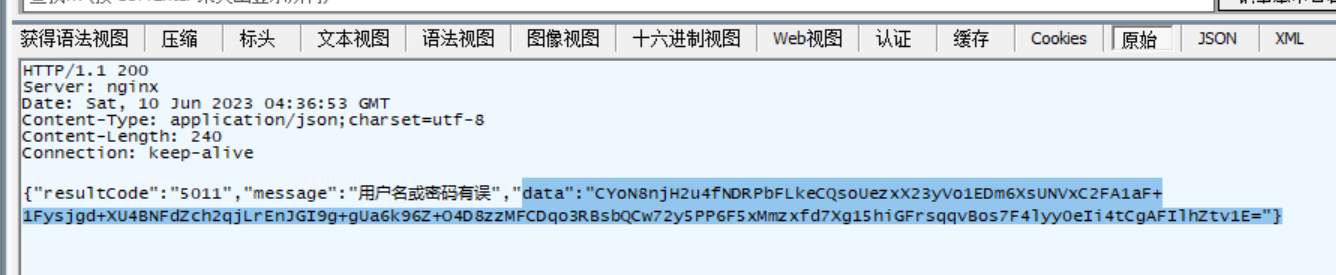 获得语法视图 压缩 标头 文本视图 语法视图 图像视图 十六进制视图 Web视图 认证 缓存 Cookies 原始 JSON XML
HTTP/1.1 200
Server: nginx
Date: Sat, 10 Jun 2023 04:36:53 GMT
Content-Type: application/json;charset=utf-8
Content-Length: 240
Connection: keep-alive
{"resultCode":"5011","message":"用户名或密码有误","data":"CYoN8njH2u4fNDRPbFLkeCQsoUezxX23yVo1EDm6XsUNVxC2FA1aF+
1Fysjgd+XU4BNFdZch2qjLrEnJGI9g+gUa6k96Z+O4D8zzMFCDqo3RBsbQCw72y5PP6F5xMmzxfd7Xg15hiGFrsqqvBos7F4lyy0eIi4tCgAFIlhZtv1E="}